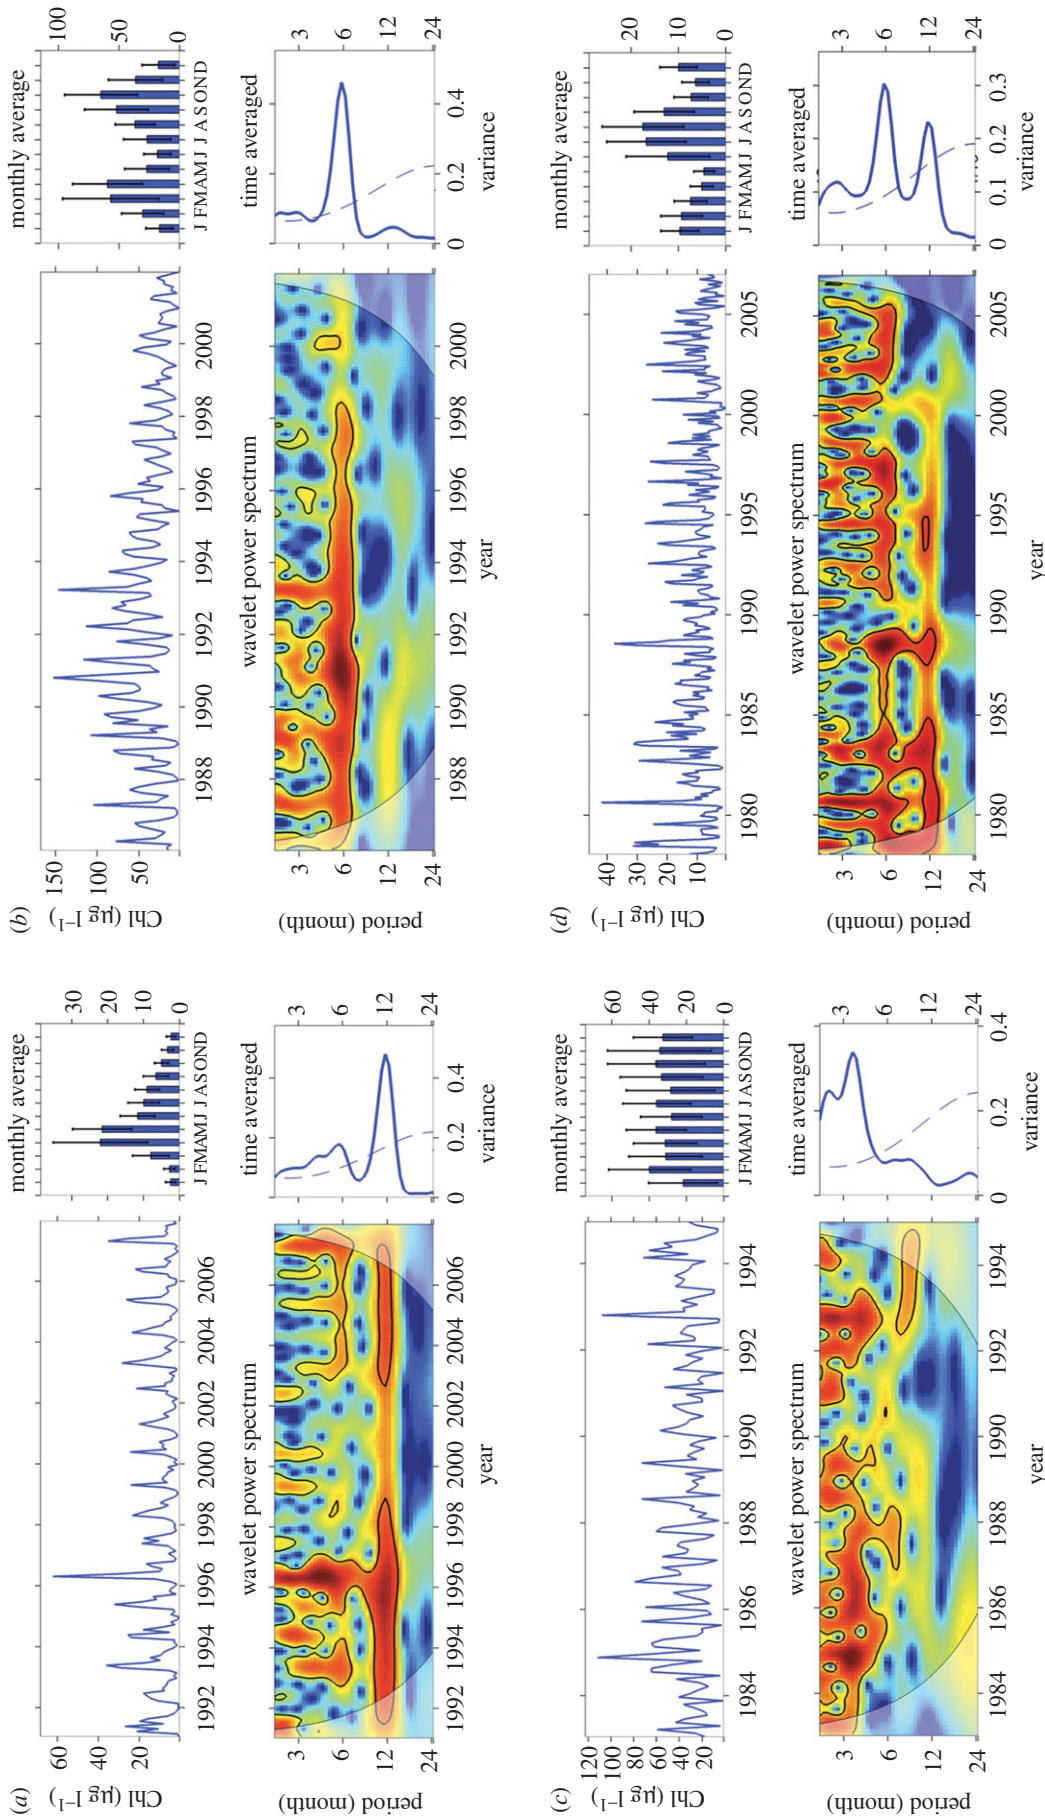 (a)
Chl (µg l⁻¹)
60
40
20
1992 1994 1996 1998 2000 2002 2004 2006
monthly average
30
20
10
0
J FMAMJ J ASOND
wavelet power spectrum
period (month)
3
6
12
24
1992 1994 1996 1998 2000 2002 2004 2006
year
time averaged
3
6
12
24
0 0.2 0.4
variance
(b)
Chl (µg l⁻¹)
150
100
50
1988 1990 1992 1994 1996 1998 2000
monthly average
100
50
0
J FMAMJ J ASOND
wavelet power spectrum
period (month)
3
6
12
24
1988 1990 1992 1994 1996 1998 2000
year
time averaged
3
6
12
24
0 0.2 0.4
variance
(c)
Chl (µg l⁻¹)
120
100
80
60
40
20
1984 1986 1988 1990 1992 1994
monthly average
60
40
20
0
J FMAMJ J ASOND
wavelet power spectrum
period (month)
3
6
12
24
1984 1986 1988 1990 1992 1994
year
time averaged
3
6
12
24
0 0.2 0.4
variance
(d)
Chl (µg l⁻¹)
40
30
20
10
1980 1985 1990 1995 2000 2005
monthly average
20
10
0
J FMAMJ J ASOND
wavelet power spectrum
period (month)
3
6
12
24
1980 1985 1990 1995 2000 2005
year
time averaged
3
6
12
24
0 0.1 0.2 0.3
variance